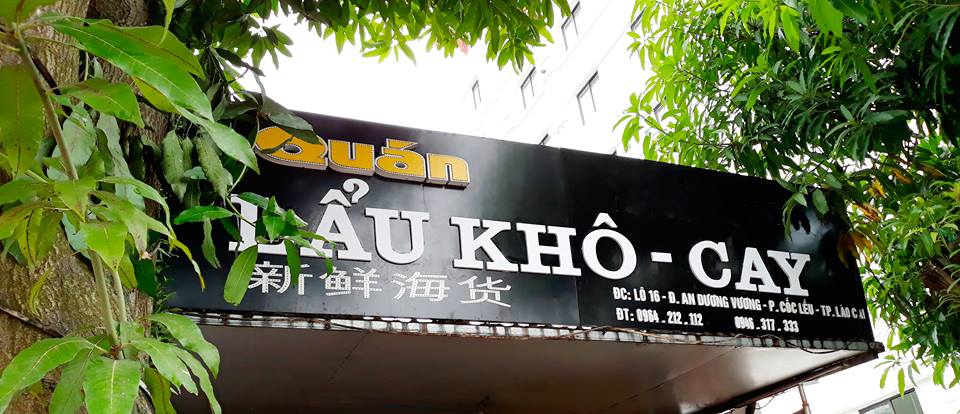 Quán
LẨU KHÔ - CAY
新鲜海货
ĐC: LÔ 16 - Đ. AN DƯƠNG VƯƠNG - P. CỐC LẾU - TP. LÀO CAI
ĐT: 0964 . 212 . 112 0946 . 317 . 333